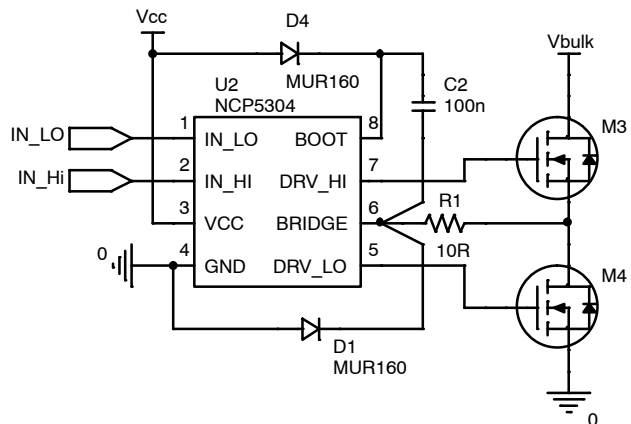 Vcc
D4
MUR160
Vbulk
U2
NCP5304
C2
100n
IN_LO
1
IN_LO
BOOT
8
M3
IN_Hi
2
IN_HI
DRV_HI
7
R1
3
VCC
BRIDGE
6
10R
0
4
GND
DRV_LO
5
M4
D1
MUR160
0